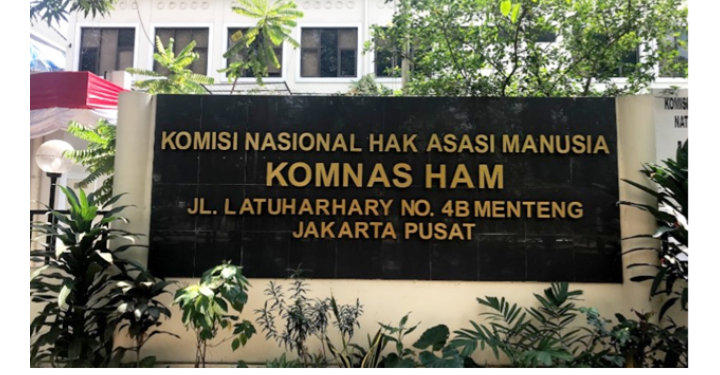 KOMISI NASIONAL HAK ASASI MANUSIA
KOMNAS HAM
JL. LATUHARHARY NO. 4B MENTENG
JAKARTA PUSAT